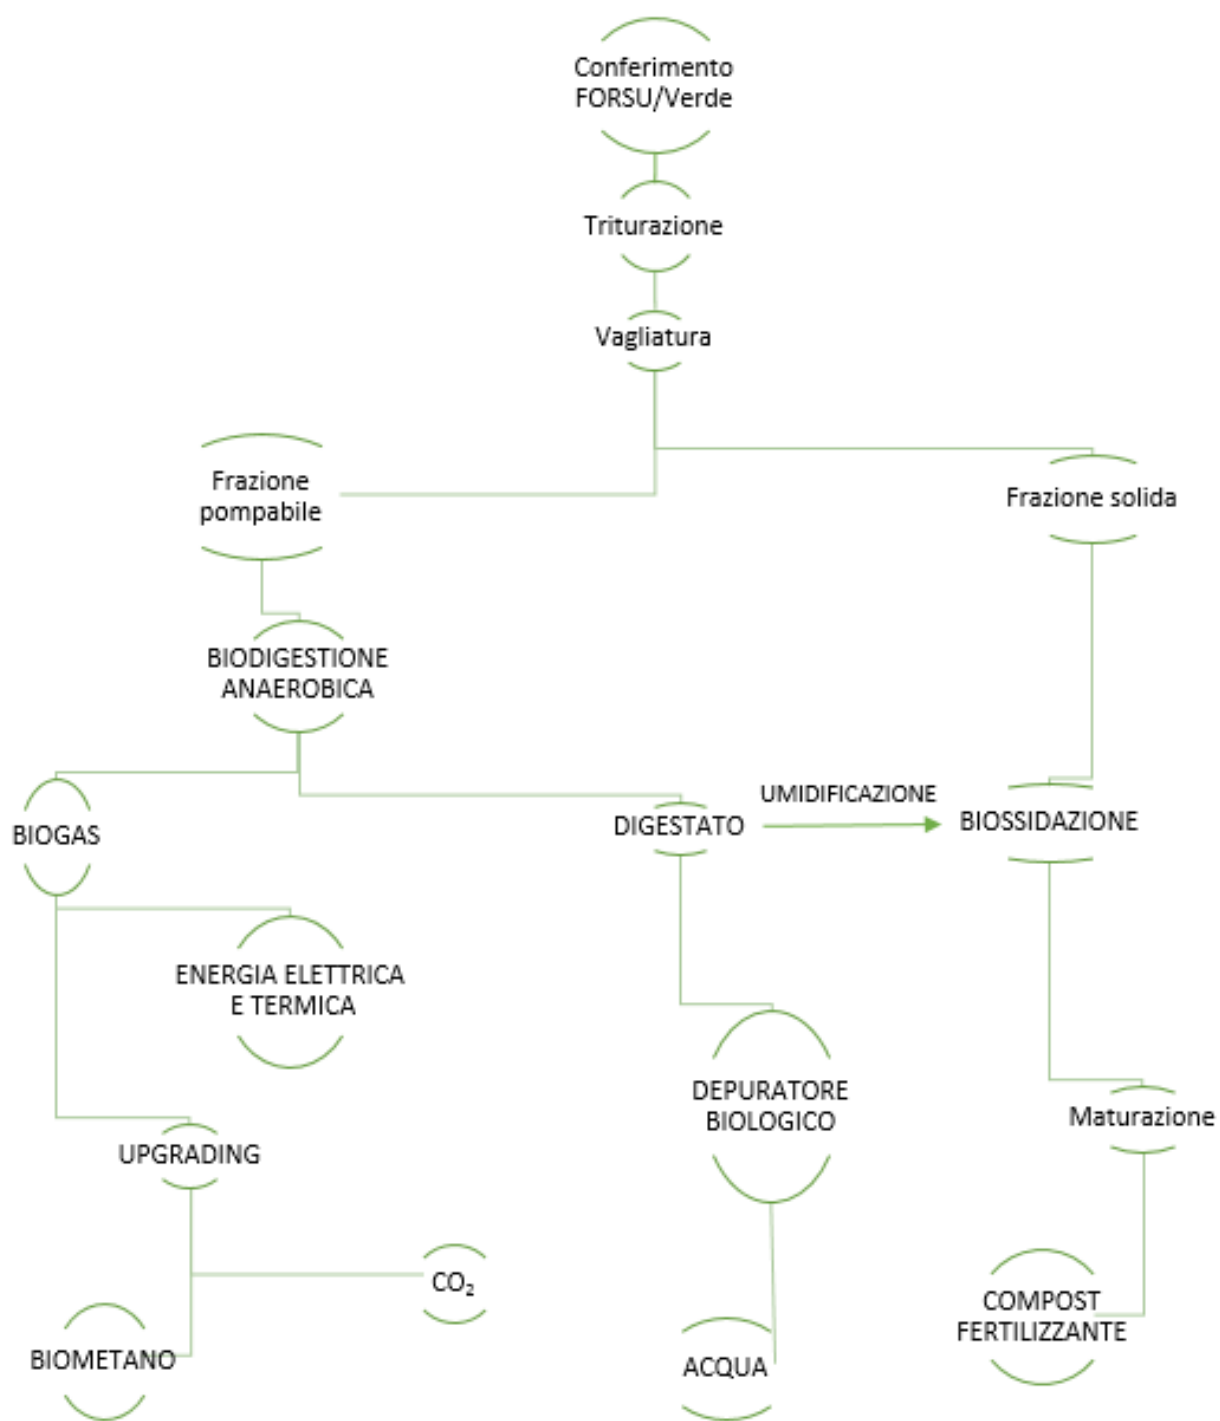 Conferimento
FORSU/Verde
Triturazione
Vagliatura
Frazione
pompabile
Frazione solida
BIODIGESTIONE
ANAEROBICA
BIOGAS
DIGESTATO
UMIDIFICAZIONE
BIOSSIDAZIONE
ENERGIA ELETTRICA
E TERMICA
DEPURATORE
BIOLOGICO
Maturazione
UPGRADING
CO₂
COMPOST
FERTILIZZANTE
BIOMETANO
ACQUA